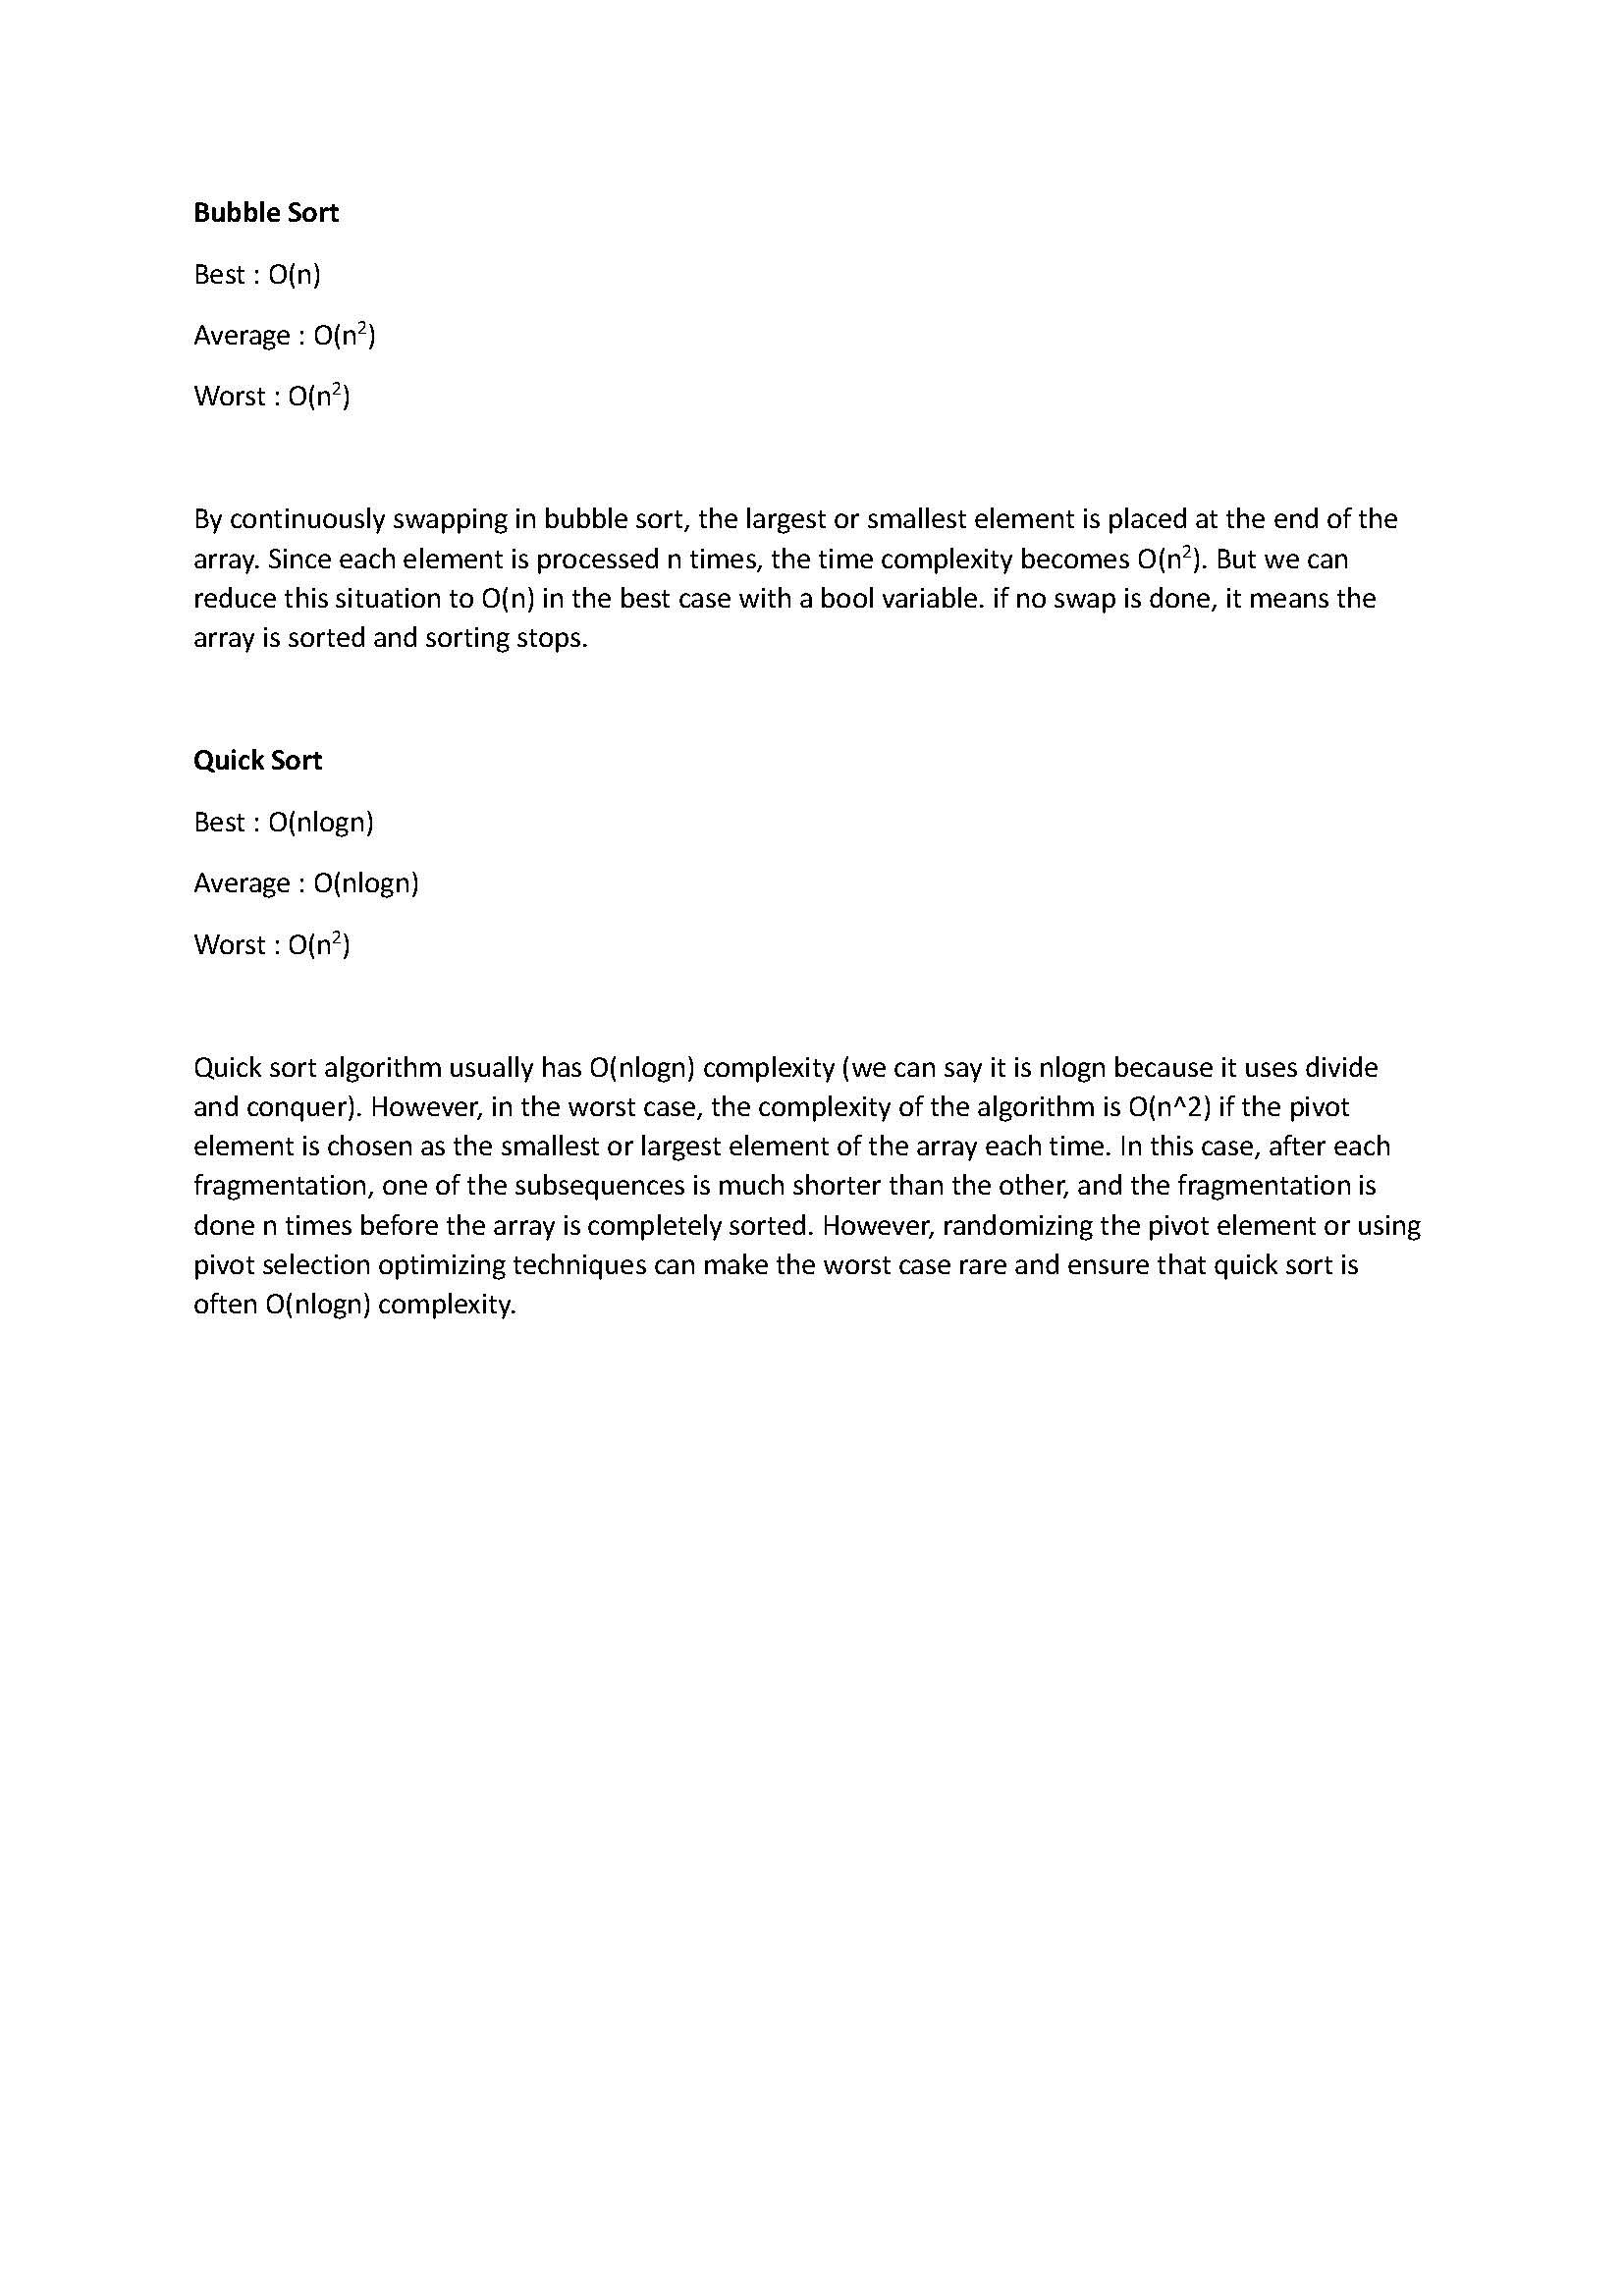 Bubble Sort
Best : O(n)
Average : O(n²)
Worst : O(n²)
By continuously swapping in bubble sort, the largest or smallest element is placed at the end of the
array. Since each element is processed n times, the time complexity becomes O(n²). But we can
reduce this situation to O(n) in the best case with a bool variable. if no swap is done, it means the
array is sorted and sorting stops.
Quick Sort
Best : O(nlogn)
Average : O(nlogn)
Worst : O(n²)
Quick sort algorithm usually has O(nlogn) complexity (we can say it is nlogn because it uses divide
and conquer). However, in the worst case, the complexity of the algorithm is O(n^2) if the pivot
element is chosen as the smallest or largest element of the array each time. In this case, after each
fragmentation, one of the subsequences is much shorter than the other, and the fragmentation is
done n times before the array is completely sorted. However, randomizing the pivot element or using
pivot selection optimizing techniques can make the worst case rare and ensure that quick sort is
often O(nlogn) complexity.